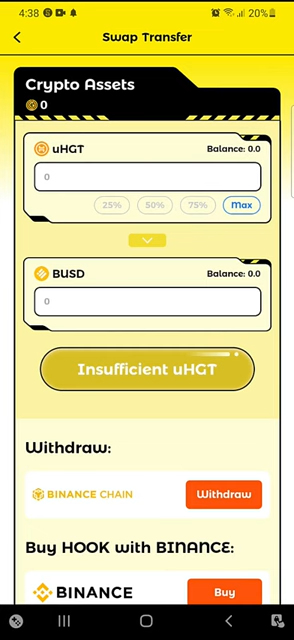 4:38 20%
Swap Transfer
Crypto Assets
0
uHGT Balance: 0.0
0
25% 50% 75% Max
BUSD Balance: 0.0
0
Insufficient uHGT
Withdraw:
BINANCE CHAIN Withdraw
Buy HOOK with BINANCE:
BINANCE Buy